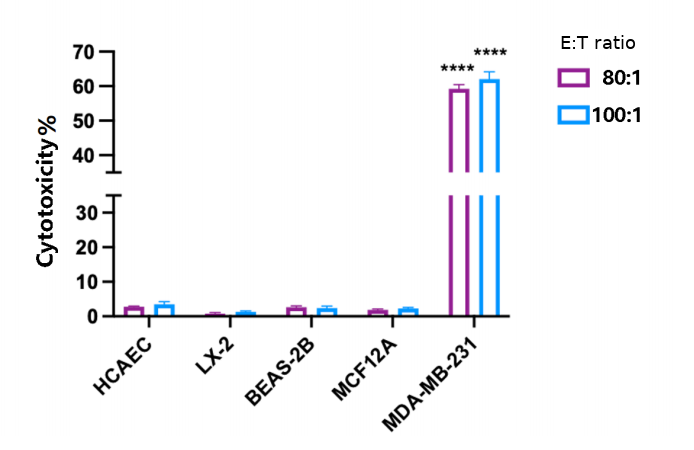 E:T ratio
80:1
100:1
**** ****
Cytotoxicity%
70
60
50
40
30
20
10
0
HCAEC
LX-2
BEAS-2B
MCF12A
MDA-MB-231